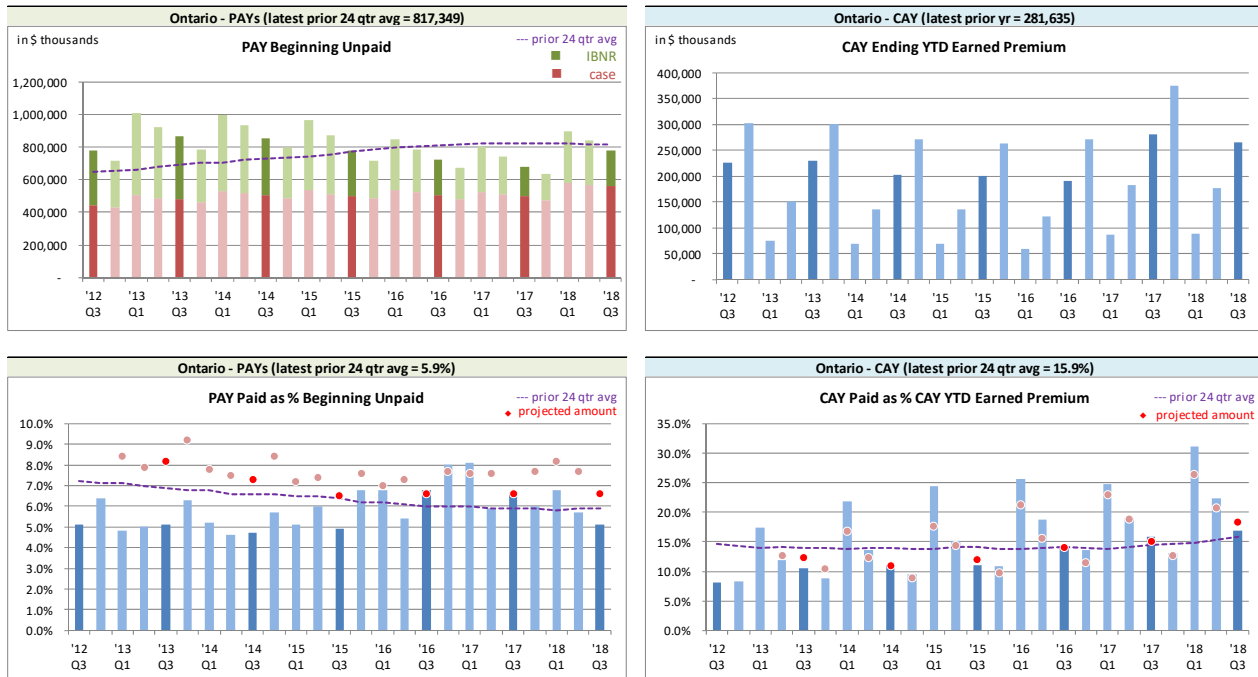 Ontario - PAYs (latest prior 24 qtr avg = 817,349)
in $ thousands
PAY Beginning Unpaid
--- prior 24 qtr avg
IBNR
case
1,200,000
1,000,000
800,000
600,000
400,000
200,000
-
'12 '13 '13 '14 '14 '15 '15 '16 '16 '17 '17 '18 '18
Q3 Q1 Q3 Q1 Q3 Q1 Q3 Q1 Q3 Q1 Q3 Q1 Q3
Ontario - CAY (latest prior yr = 281,635)
in $ thousands
CAY Ending YTD Earned Premium
400,000
350,000
300,000
250,000
200,000
150,000
100,000
50,000
-
'12 '13 '13 '14 '14 '15 '15 '16 '16 '17 '17 '18 '18
Q3 Q1 Q3 Q1 Q3 Q1 Q3 Q1 Q3 Q1 Q3 Q1 Q3
Ontario - PAYs (latest prior 24 qtr avg = 5.9%)
PAY Paid as % Beginning Unpaid
--- prior 24 qtr avg
projected amount
10.0%
9.0%
8.0%
7.0%
6.0%
5.0%
4.0%
3.0%
2.0%
1.0%
0.0%
'12 '13 '13 '14 '14 '15 '15 '16 '16 '17 '17 '18 '18
Q3 Q1 Q3 Q1 Q3 Q1 Q3 Q1 Q3 Q1 Q3 Q1 Q3
Ontario - CAY (latest prior 24 qtr avg = 15.9%)
CAY Paid as % CAY YTD Earned Premium
--- prior 24 qtr avg
projected amount
35.0%
30.0%
25.0%
20.0%
15.0%
10.0%
5.0%
0.0%
'12 '13 '13 '14 '14 '15 '15 '16 '16 '17 '17 '18 '18
Q3 Q1 Q3 Q1 Q3 Q1 Q3 Q1 Q3 Q1 Q3 Q1 Q3